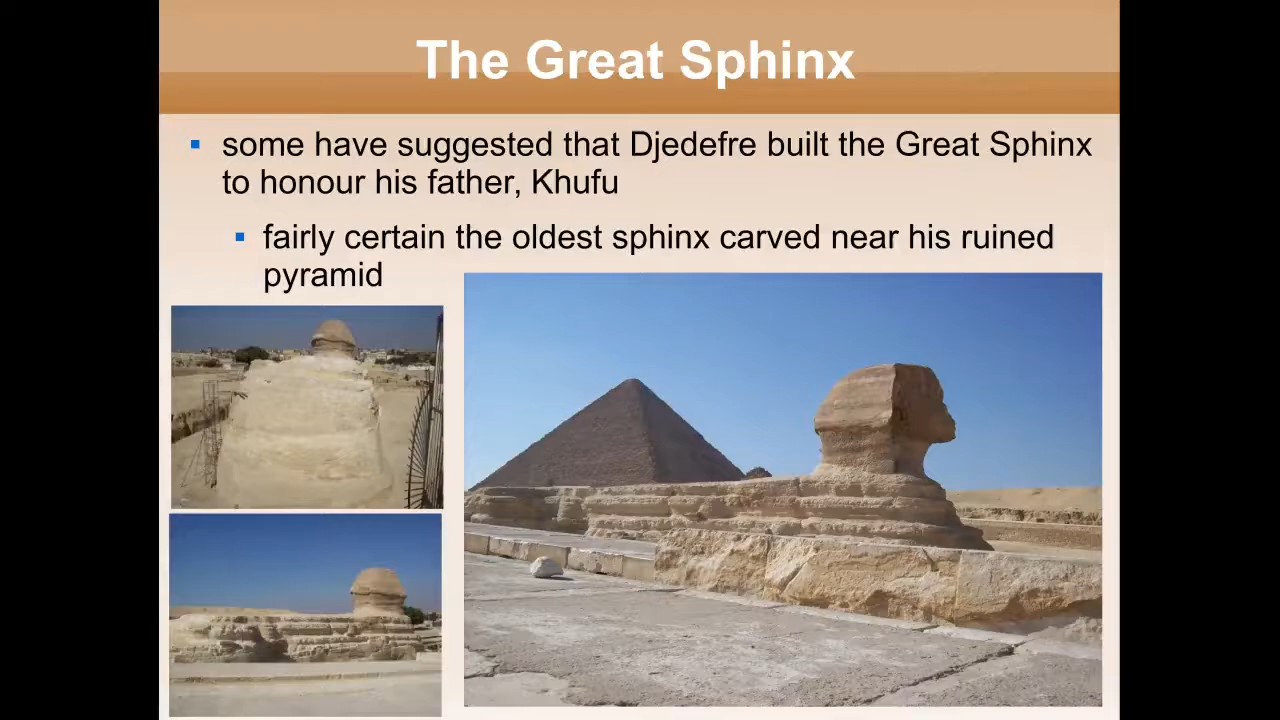 The Great Sphinx
some have suggested that Djedefre built the Great Sphinx
to honour his father, Khufu
fairly certain the oldest sphinx carved near his ruined
pyramid